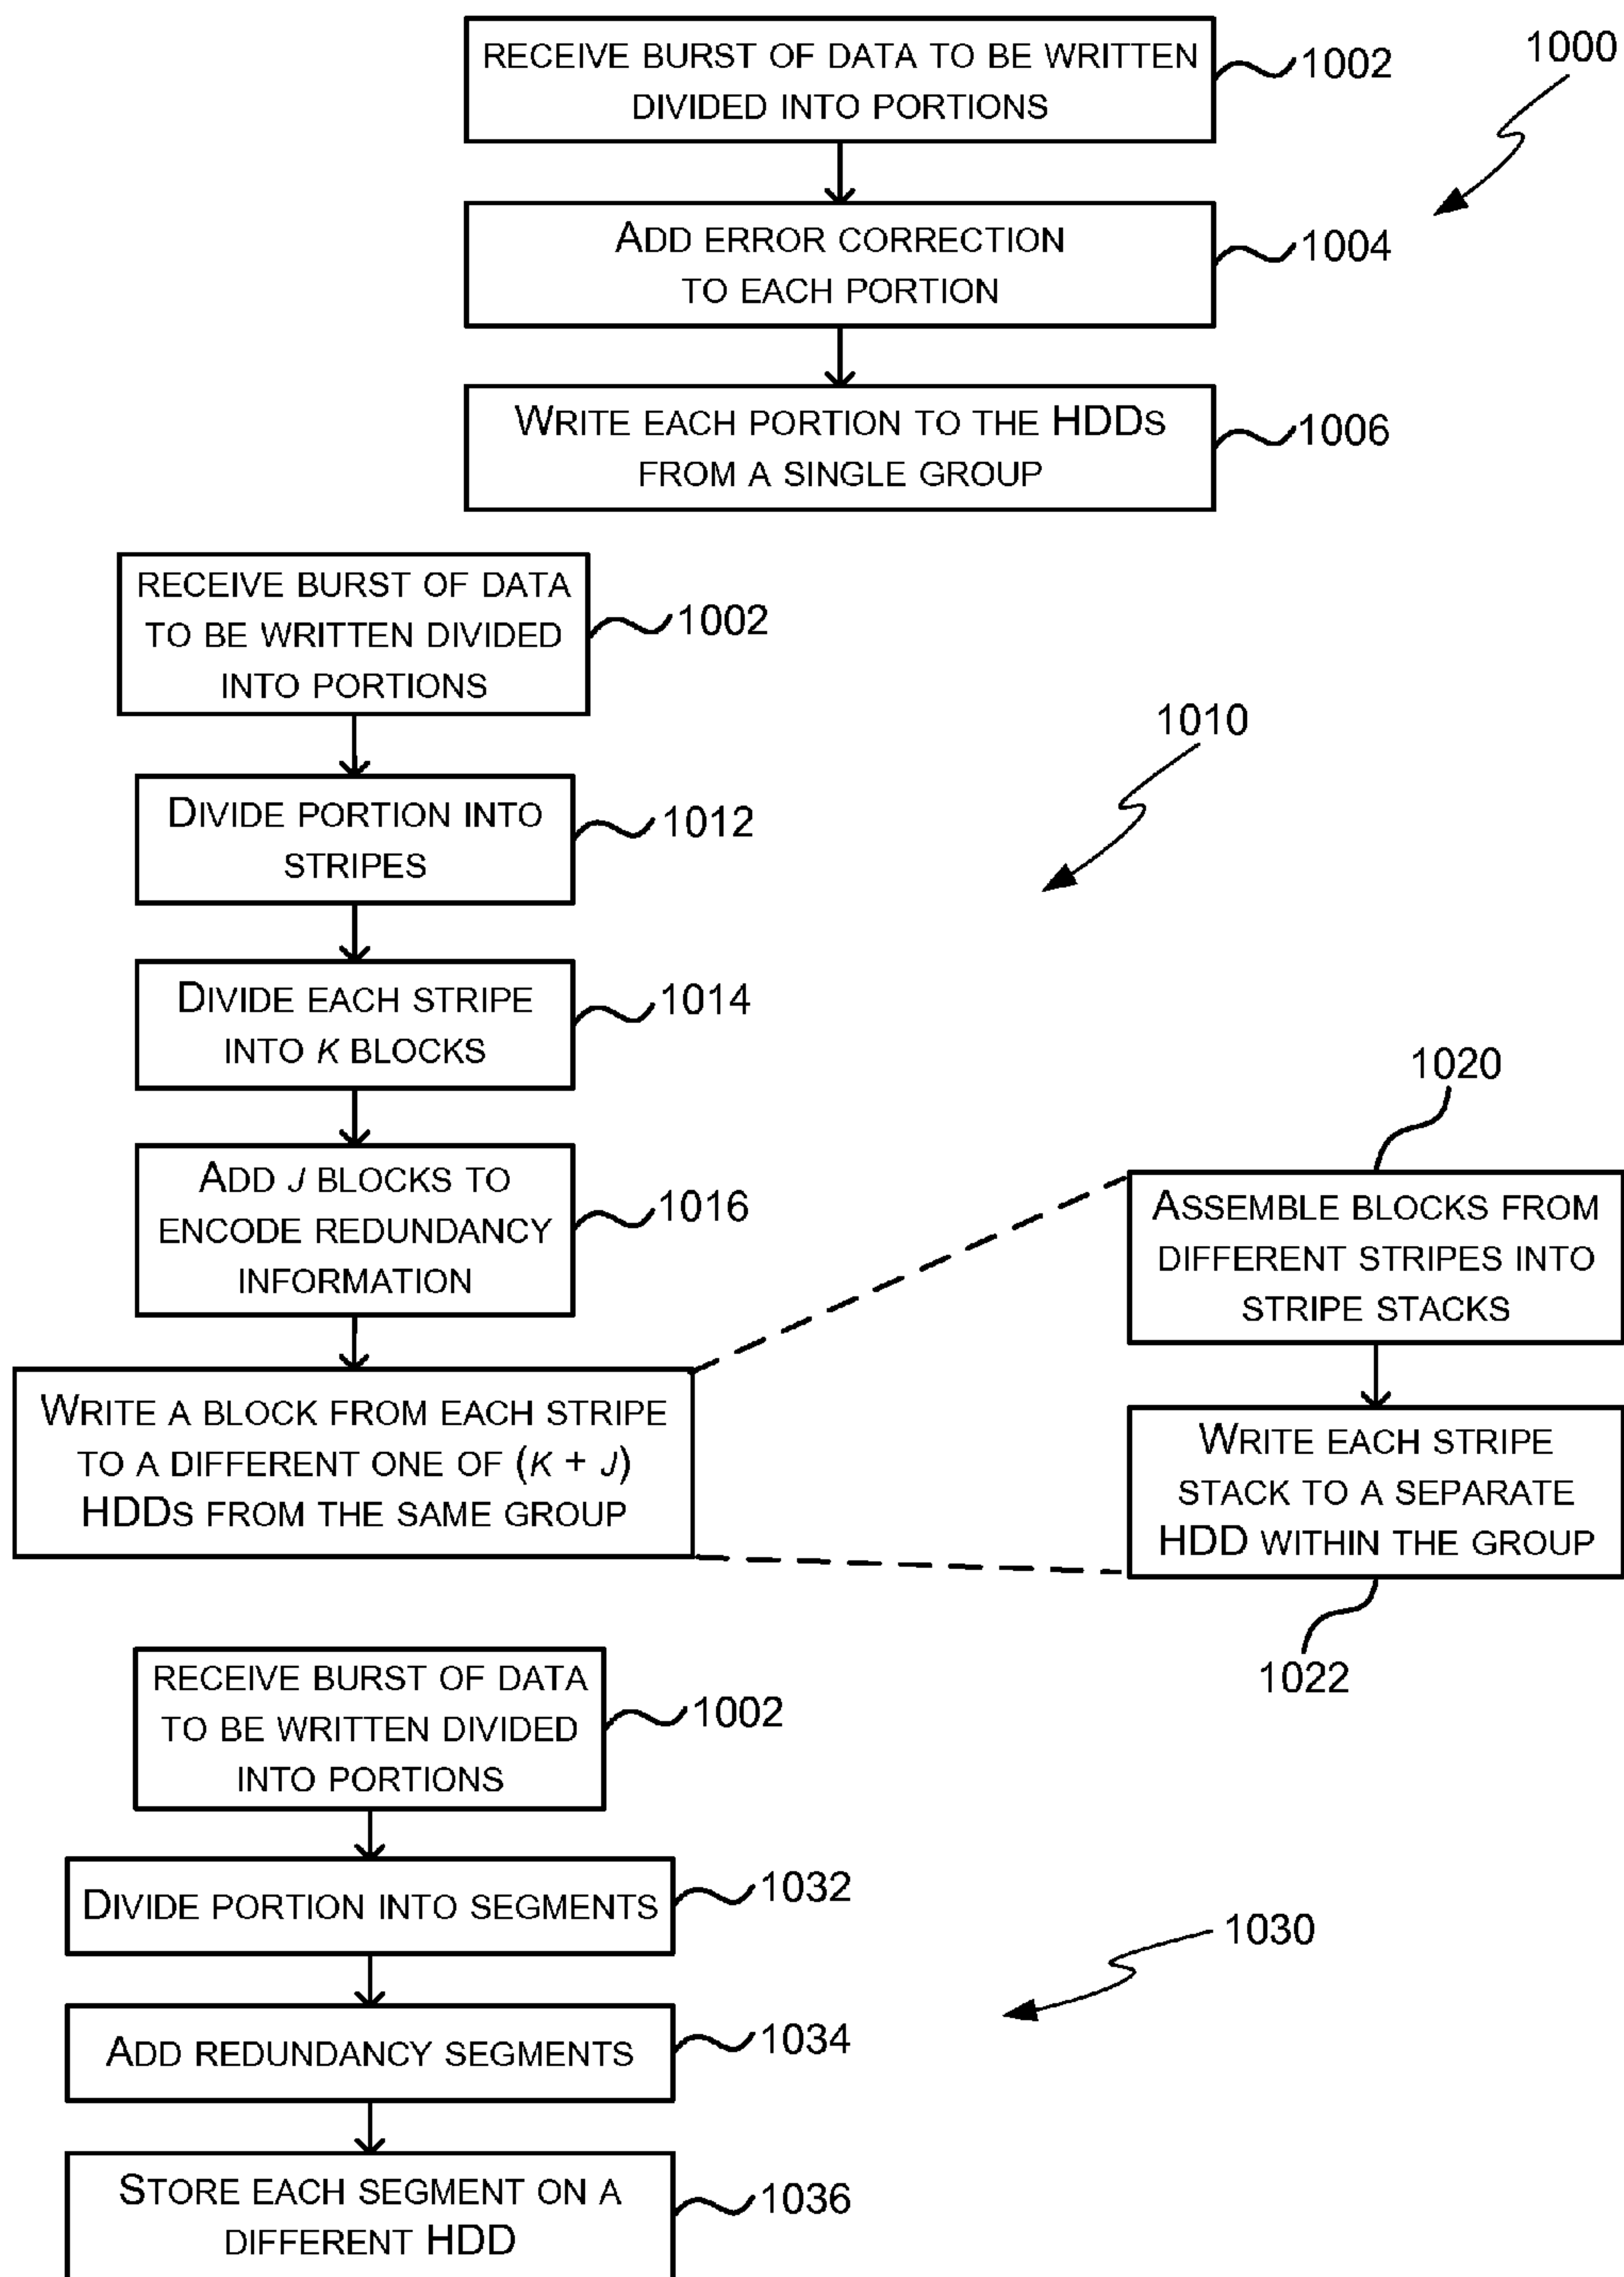 RECEIVE BURST OF DATA TO BE WRITTEN
DIVIDED INTO PORTIONS
1002
1000
ADD ERROR CORRECTION
TO EACH PORTION
1004
WRITE EACH PORTION TO THE HDDS
FROM A SINGLE GROUP
1006
RECEIVE BURST OF DATA
TO BE WRITTEN DIVIDED
INTO PORTIONS
1002
1010
DIVIDE PORTION INTO
STRIPES
1012
DIVIDE EACH STRIPE
INTO K BLOCKS
1014
ADD J BLOCKS TO
ENCODE REDUNDANCY
INFORMATION
1016
WRITE A BLOCK FROM EACH STRIPE
TO A DIFFERENT ONE OF (K + J)
HDDS FROM THE SAME GROUP
1020
ASSEMBLE BLOCKS FROM
DIFFERENT STRIPES INTO
STRIPE STACKS
WRITE EACH STRIPE
STACK TO A SEPARATE
HDD WITHIN THE GROUP
1022
RECEIVE BURST OF DATA
TO BE WRITTEN DIVIDED
INTO PORTIONS
1002
DIVIDE PORTION INTO SEGMENTS
1032
1030
ADD REDUNDANCY SEGMENTS
1034
STORE EACH SEGMENT ON A
DIFFERENT HDD
1036